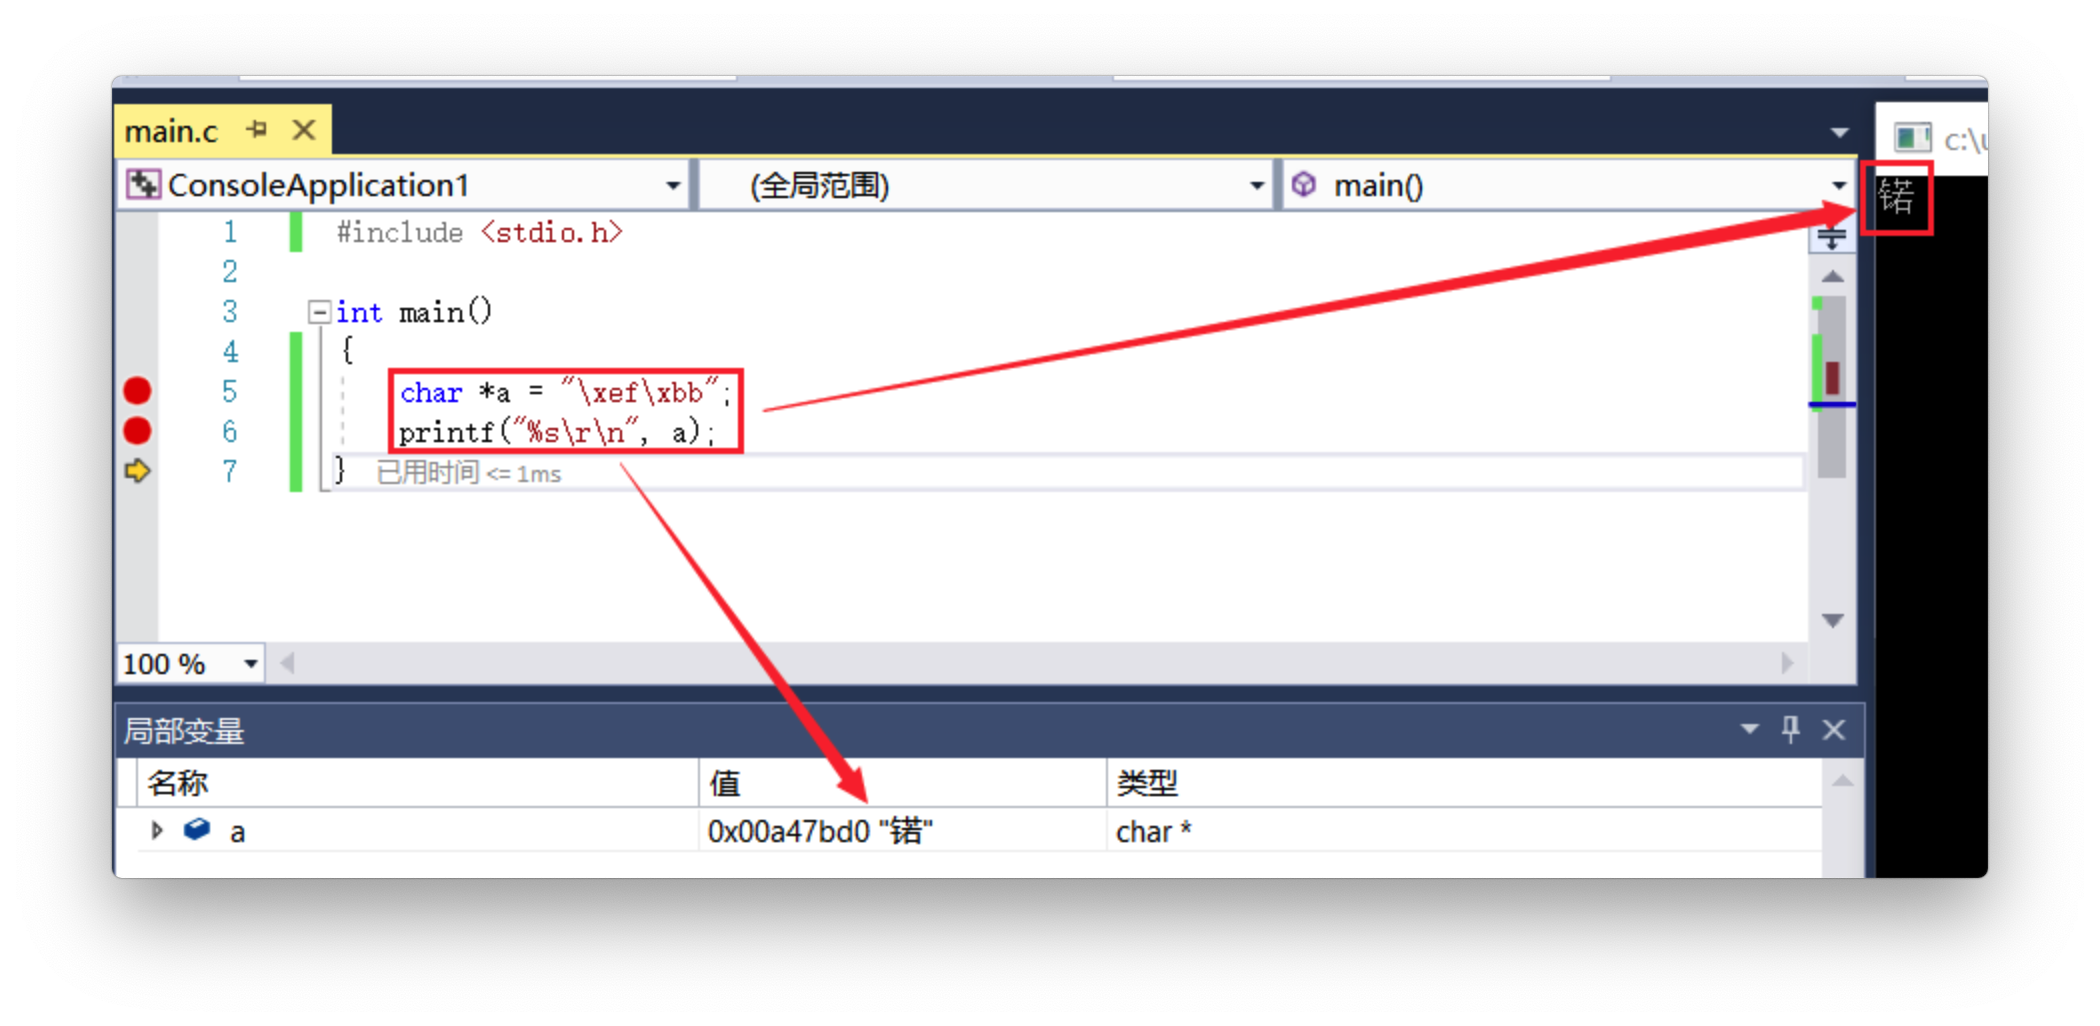 main.c
c:\u
ConsoleApplication1
(全局范围)
main()
锘
1 #include <stdio.h>
2
3 int main()
4 {
5 char *a = "\xef\xbb";
6 printf("%s\r\n", a);
7 } 已用时间 <= 1ms
100 %
局部变量
名称 值 类型
a 0x00a47bd0 "锘" char *